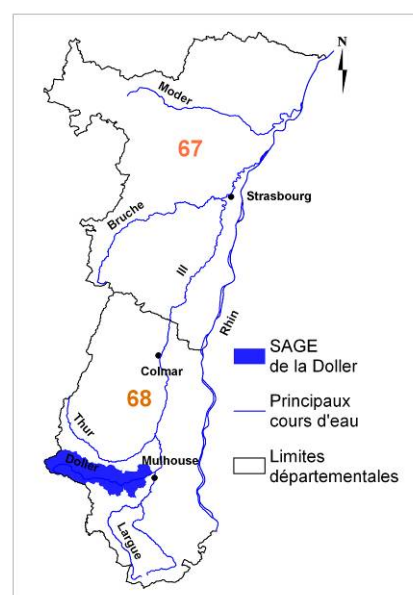 N
Moder
67
Strasbourg
Bruche
Ill
Rhin
SAGE
de la Doller
Colmar
68
Principaux
cours d'eau
Thur
Limites
départementales
Doller
Mulhouse
Largue